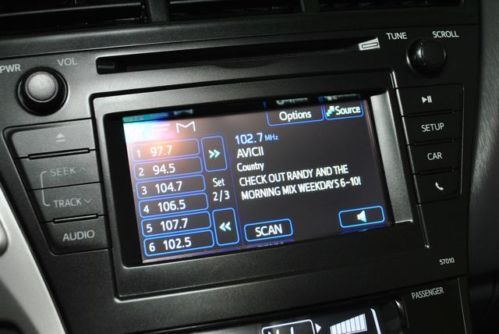 PWR
VOL
TUNE
SCROLL
Options
Source
1 97.7
2 94.5
3 104.7
4 106.5
5 107.7
6 102.5
Set
2/3
102.7 MHz
AVICII
Country
CHECK OUT RANDY AND THE
MORNING MIX WEEKDAYS 6-10!
SCAN
SEEK
TRACK
AUDIO
SETUP
CAR
57010
PASSENGER